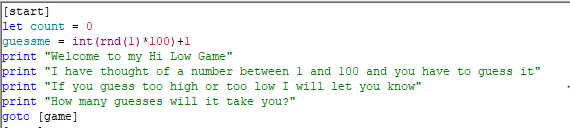 [start]
let count = 0
guessme = int(rnd(1)*100)+1
print "Welcome to my Hi Low Game"
print "I have thought of a number between 1 and 100 and you have to guess it"
print "If you guess too high or too low I will let you know"
print "How many guesses will it take you?"
goto [game]